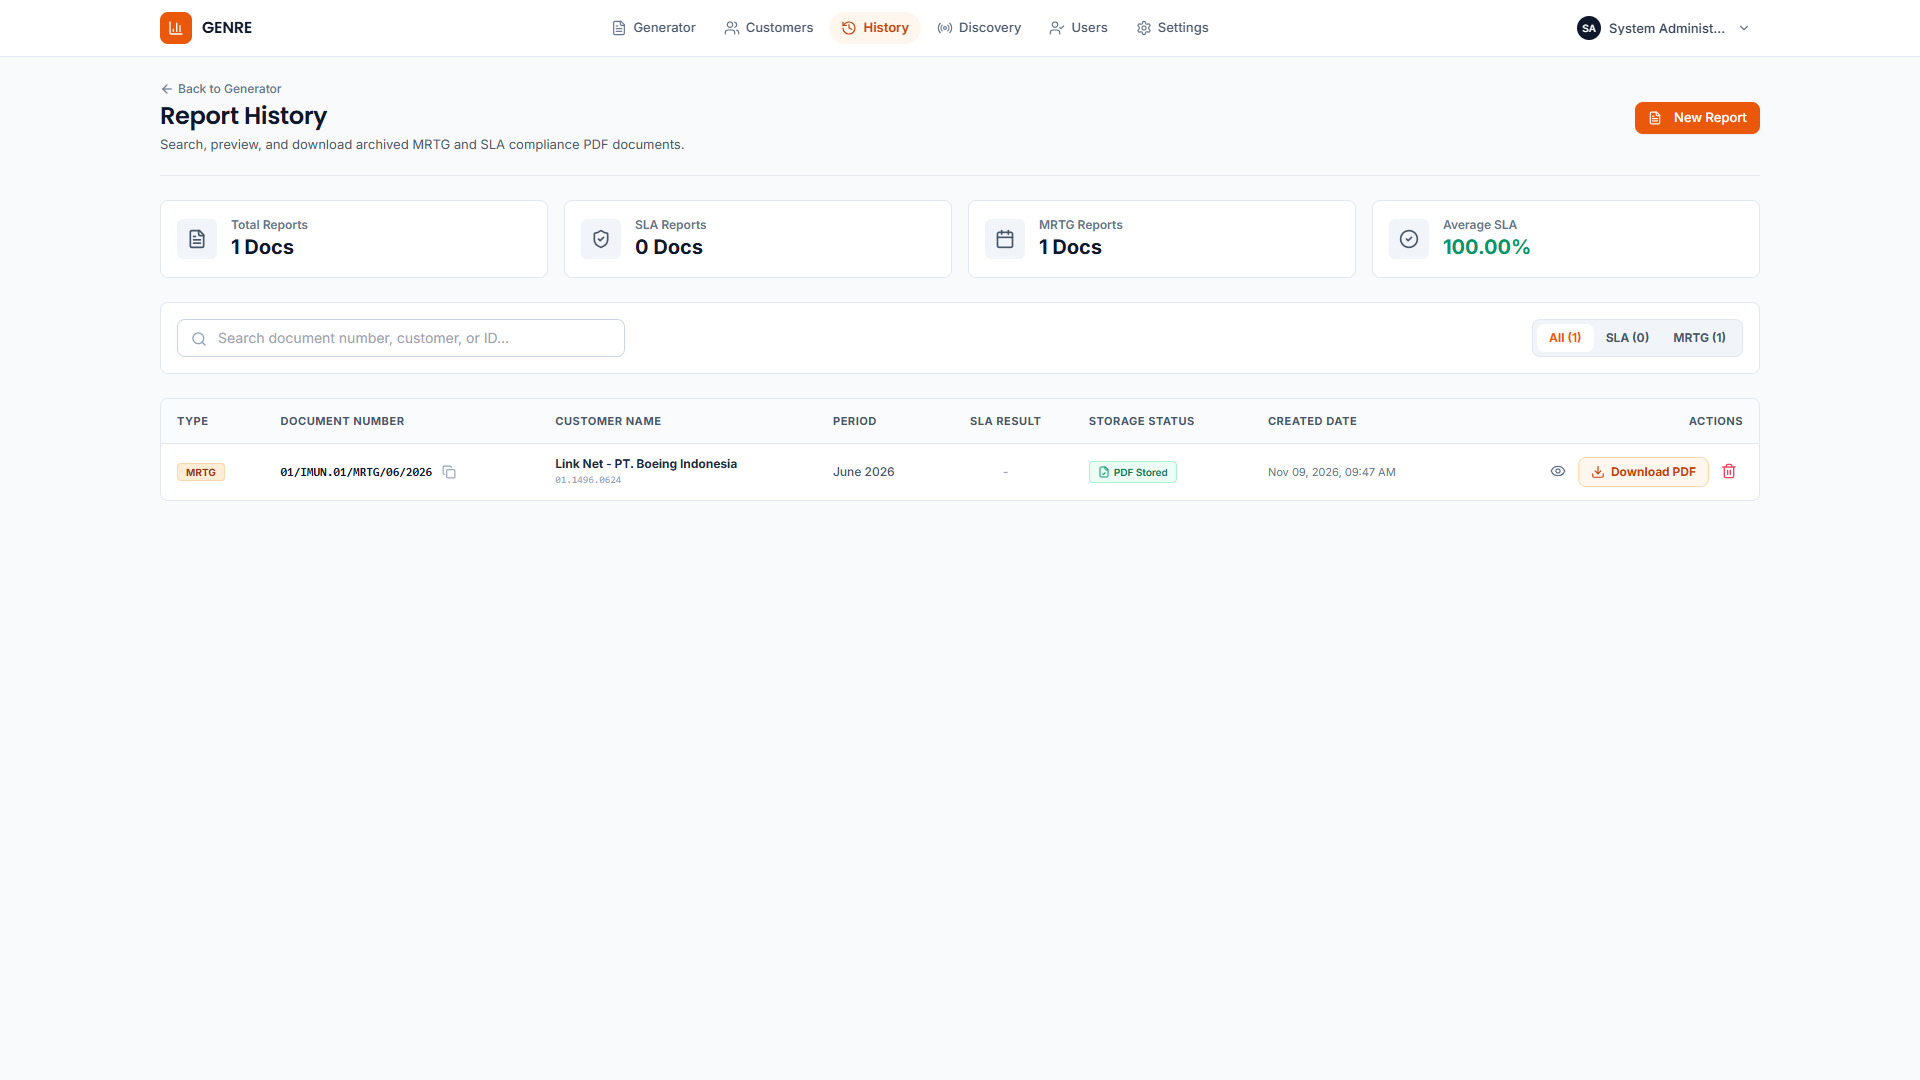 GENRE
Generator
Customers
History
Discovery
Users
Settings
SA
System Administ...
Back to Generator
Report History
Search, preview, and download archived MRTG and SLA compliance PDF documents.
New Report
Total Reports
1 Docs
SLA Reports
0 Docs
MRTG Reports
1 Docs
Average SLA
100.00%
Search document number, customer, or ID...
All (1)
SLA (0)
MRTG (1)
TYPE
DOCUMENT NUMBER
CUSTOMER NAME
PERIOD
SLA RESULT
STORAGE STATUS
CREATED DATE
ACTIONS
MRTG
01/IMUN.01/MRTG/06/2026
Link Net - PT. Boeing Indonesia
01.1496.0624
June 2026
-
PDF Stored
Nov 09, 2026, 09:47 AM
Download PDF